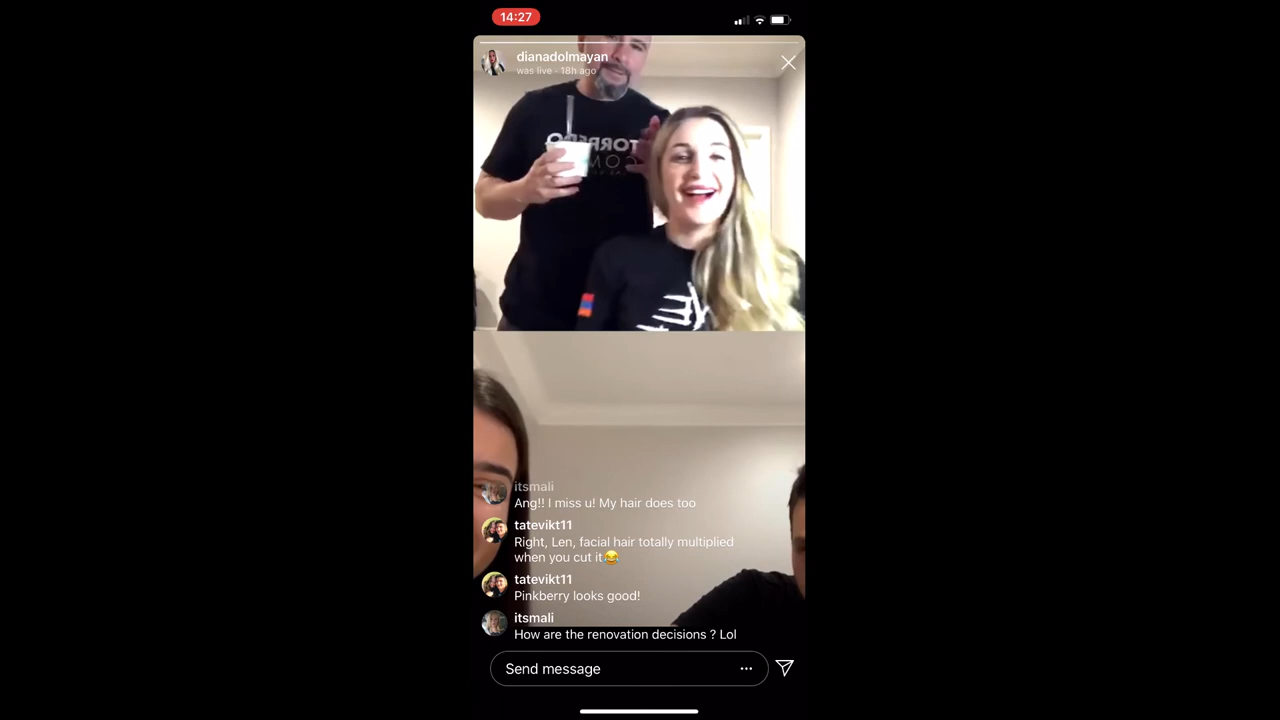 14:27
dianadolmayan
was live · 18h ago
itsmali
Ang!! I miss u! My hair does too
tatevikt11
Right, Len, facial hair totally multiplied
when you cut it😂
tatevikt11
Pinkberry looks good!
itsmali
How are the renovation decisions ? Lol
Send message